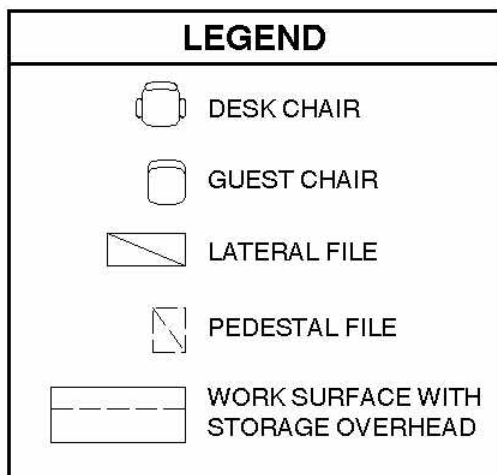 LEGEND
DESK CHAIR
GUEST CHAIR
LATERAL FILE
PEDESTAL FILE
WORK SURFACE WITH
STORAGE OVERHEAD